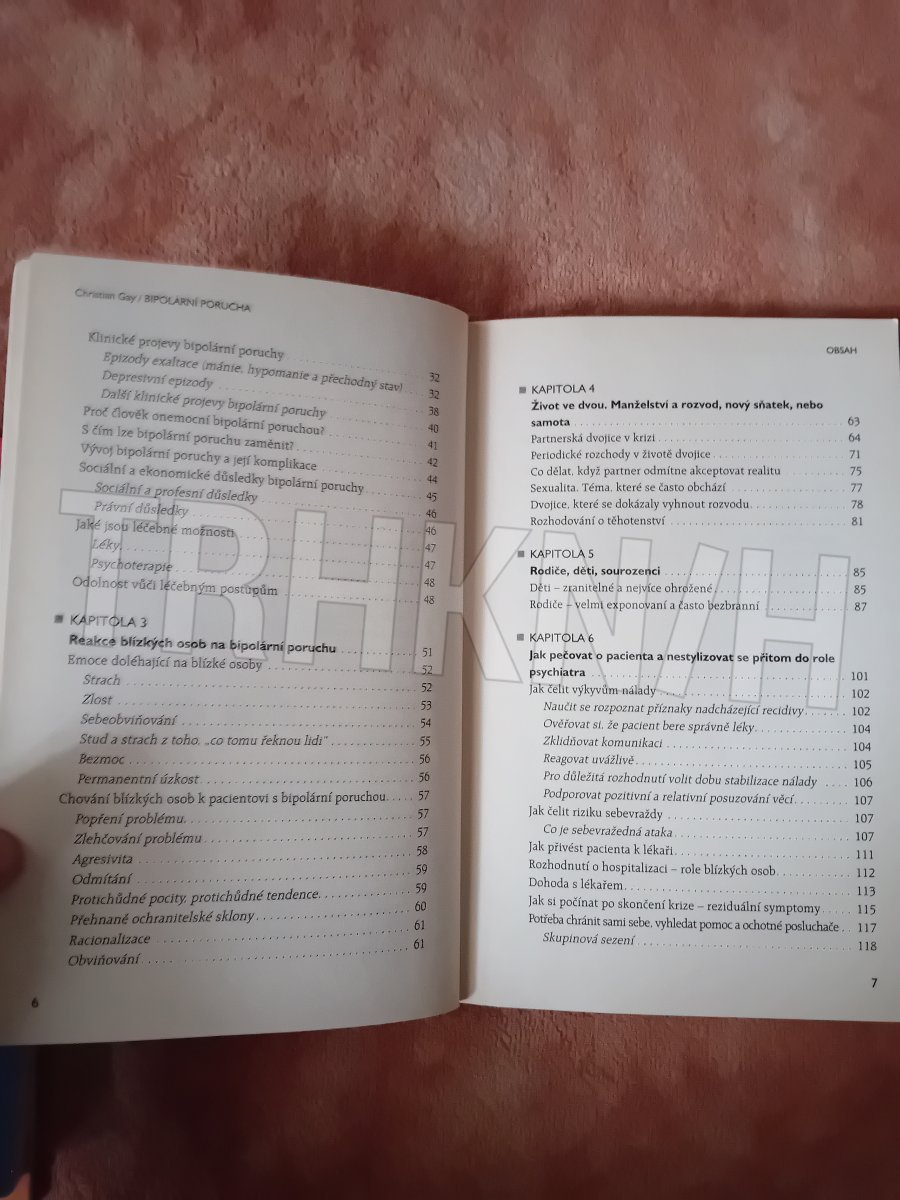 Christian Gay / BIPOLÁRNÍ PORUCHA
Klinické projevy bipolární poruchy 32
Epizody exaltace (mánie, hypomanie a přechodný stav) 32
Depresivní epizody 38
Další klinické projevy bipolární poruchy 40
Proč člověk onemocní bipolární poruchou? 41
S čím lze bipolární poruchu zaměnit? 42
Vývoj bipolární poruchy a její komplikace 44
Sociální a ekonomické důsledky bipolární poruchy 45
Sociální a profesní důsledky 46
Právní důsledky 46
Jaké jsou léčebné možnosti 47
Léky 47
Psychoterapie 48
Odolnost vůči léčebným postupům 48
KAPITOLA 3
Reakce blízkých osob na bipolární poruchu 51
Emoce doléhající na blízké osoby 52
Strach 52
Zlost 53
Sebeobviňování 54
Stud a strach z toho, „co tomu řeknou lidi" 55
Bezmoc 56
Permanentní úzkost 56
Chování blízkých osob k pacientovi s bipolární poruchou 57
Popření problému 57
Zlehčování problému 57
Agresivita 58
Odmítání 59
Protichůdné pocity, protichůdné tendence 59
Přehnané ochranitelské sklony 60
Racionalizace 61
Obviňování 61
6
OBSAH
KAPITOLA 4
Život ve dvou. Manželství a rozvod, nový sňatek, nebo
samota 63
Partnerská dvojice v krizi 64
Periodické rozchody v životě dvojice 71
Co dělat, když partner odmítne akceptovat realitu 75
Sexualita. Téma, které se často obchází 77
Dvojice, které se dokázaly vyhnout rozvodu 78
Rozhodování o těhotenství 81
KAPITOLA 5
Rodiče, děti, sourozenci 85
Děti – zranitelné a nejvíce ohrožené 85
Rodiče – velmi exponovaní a často bezbranní 87
KAPITOLA 6
Jak pečovat o pacienta a nestylizovat se přitom do role
psychiatra 101
Jak čelit výkyvům nálady 102
Naučit se rozpoznat příznaky nadcházející recidivy 102
Ověřovat si, že pacient bere správně léky 104
Zklidňovat komunikaci 104
Reagovat uvážlivě 105
Pro důležitá rozhodnutí volit dobu stabilizace nálady 106
Podporovat pozitivní a relativní posuzování věcí 107
Jak čelit riziku sebevraždy 107
Co je sebevražedná ataka 107
Jak přivést pacienta k lékaři 111
Rozhodnutí o hospitalizaci – role blízkých osob 112
Dohoda s lékařem 113
Jak si počínat po skončení krize – reziduální symptomy 115
Potřeba chránit sami sebe, vyhledat pomoc a ochotné posluchače 117
Skupinová sezení 118
7
TRHKN/H